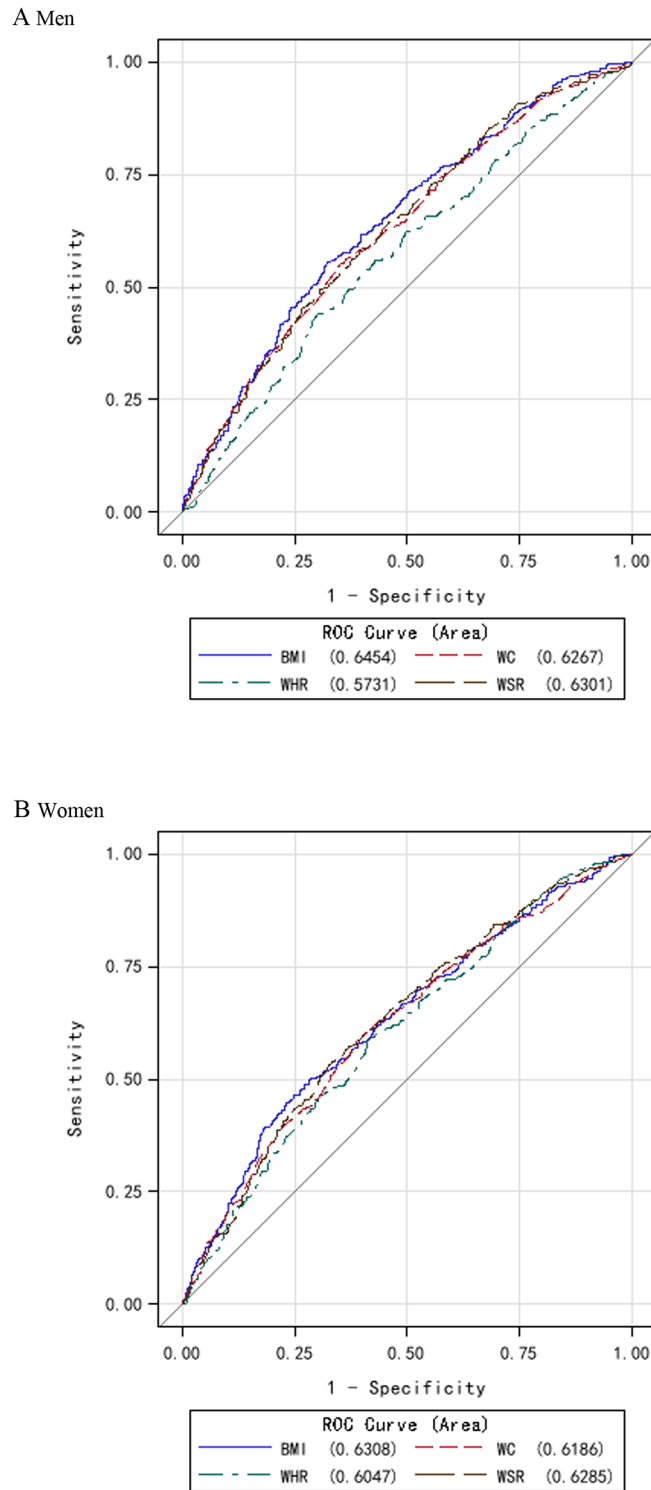 A Men
1.00
0.75
0.50
0.25
0.00
Sensitivity
0.00 0.25 0.50 0.75 1.00
1 - Specificity
ROC Curve (Area)
BMI (0.6454) WC (0.6267)
WHR (0.5731) WSR (0.6301)
B Women
1.00
0.75
0.50
0.25
0.00
Sensitivity
0.00 0.25 0.50 0.75 1.00
1 - Specificity
ROC Curve (Area)
BMI (0.6308) WC (0.6186)
WHR (0.6047) WSR (0.6285)